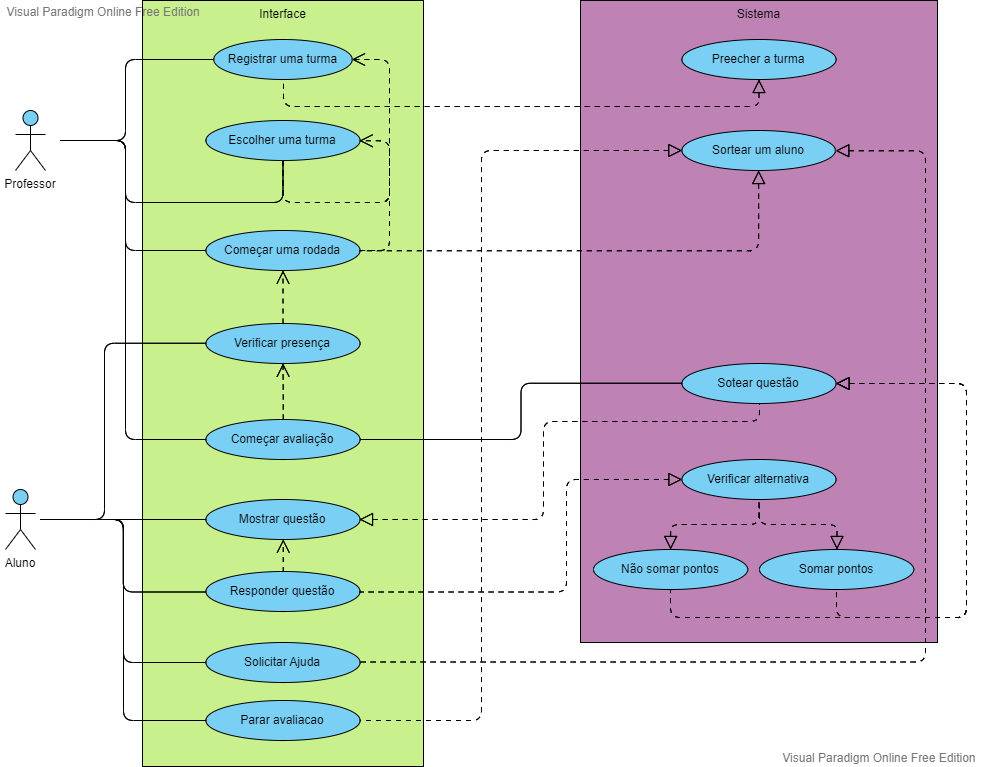 Visual Paradigm Online Free Edition
Interface
Sistema
Registrar uma turma
Preecher a turma
Escolher uma turma
Sortear um aluno
Professor
Começar uma rodada
Verificar presença
Sotear questão
Começar avaliação
Verificar alternativa
Mostrar questão
Aluno
Não somar pontos
Somar pontos
Responder questão
Solicitar Ajuda
Parar avaliacao
Visual Paradigm Online Free Edition